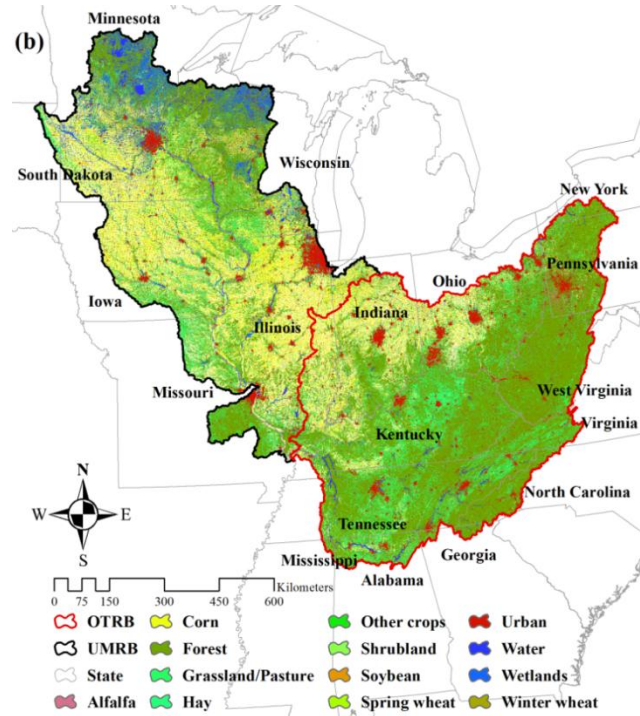 (b)
Minnesota
South Dakota
Wisconsin
New York
Pennsylvania
Ohio
Iowa
Indiana
Illinois
Missouri
West Virginia
Virginia
Kentucky
North Carolina
Tennessee
Mississippi
Georgia
Alabama
N
W E
S
Kilometers
0 75 150 300 450 600
OTRB Corn Other crops Urban
UMRB Forest Shrubland Water
State Grassland/Pasture Soybean Wetlands
Alfalfa Hay Spring wheat Winter wheat